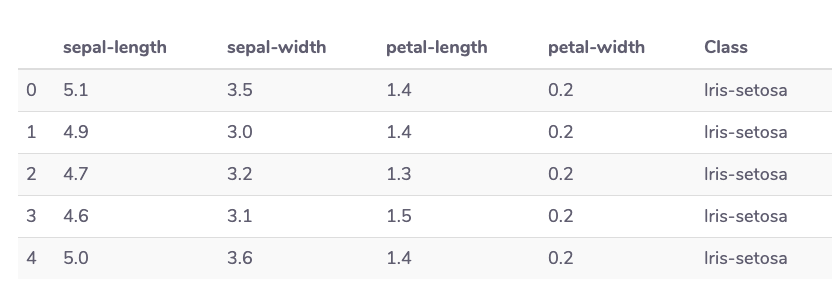 sepal-length sepal-width petal-length petal-width Class
0 5.1 3.5 1.4 0.2 Iris-setosa
1 4.9 3.0 1.4 0.2 Iris-setosa
2 4.7 3.2 1.3 0.2 Iris-setosa
3 4.6 3.1 1.5 0.2 Iris-setosa
4 5.0 3.6 1.4 0.2 Iris-setosa